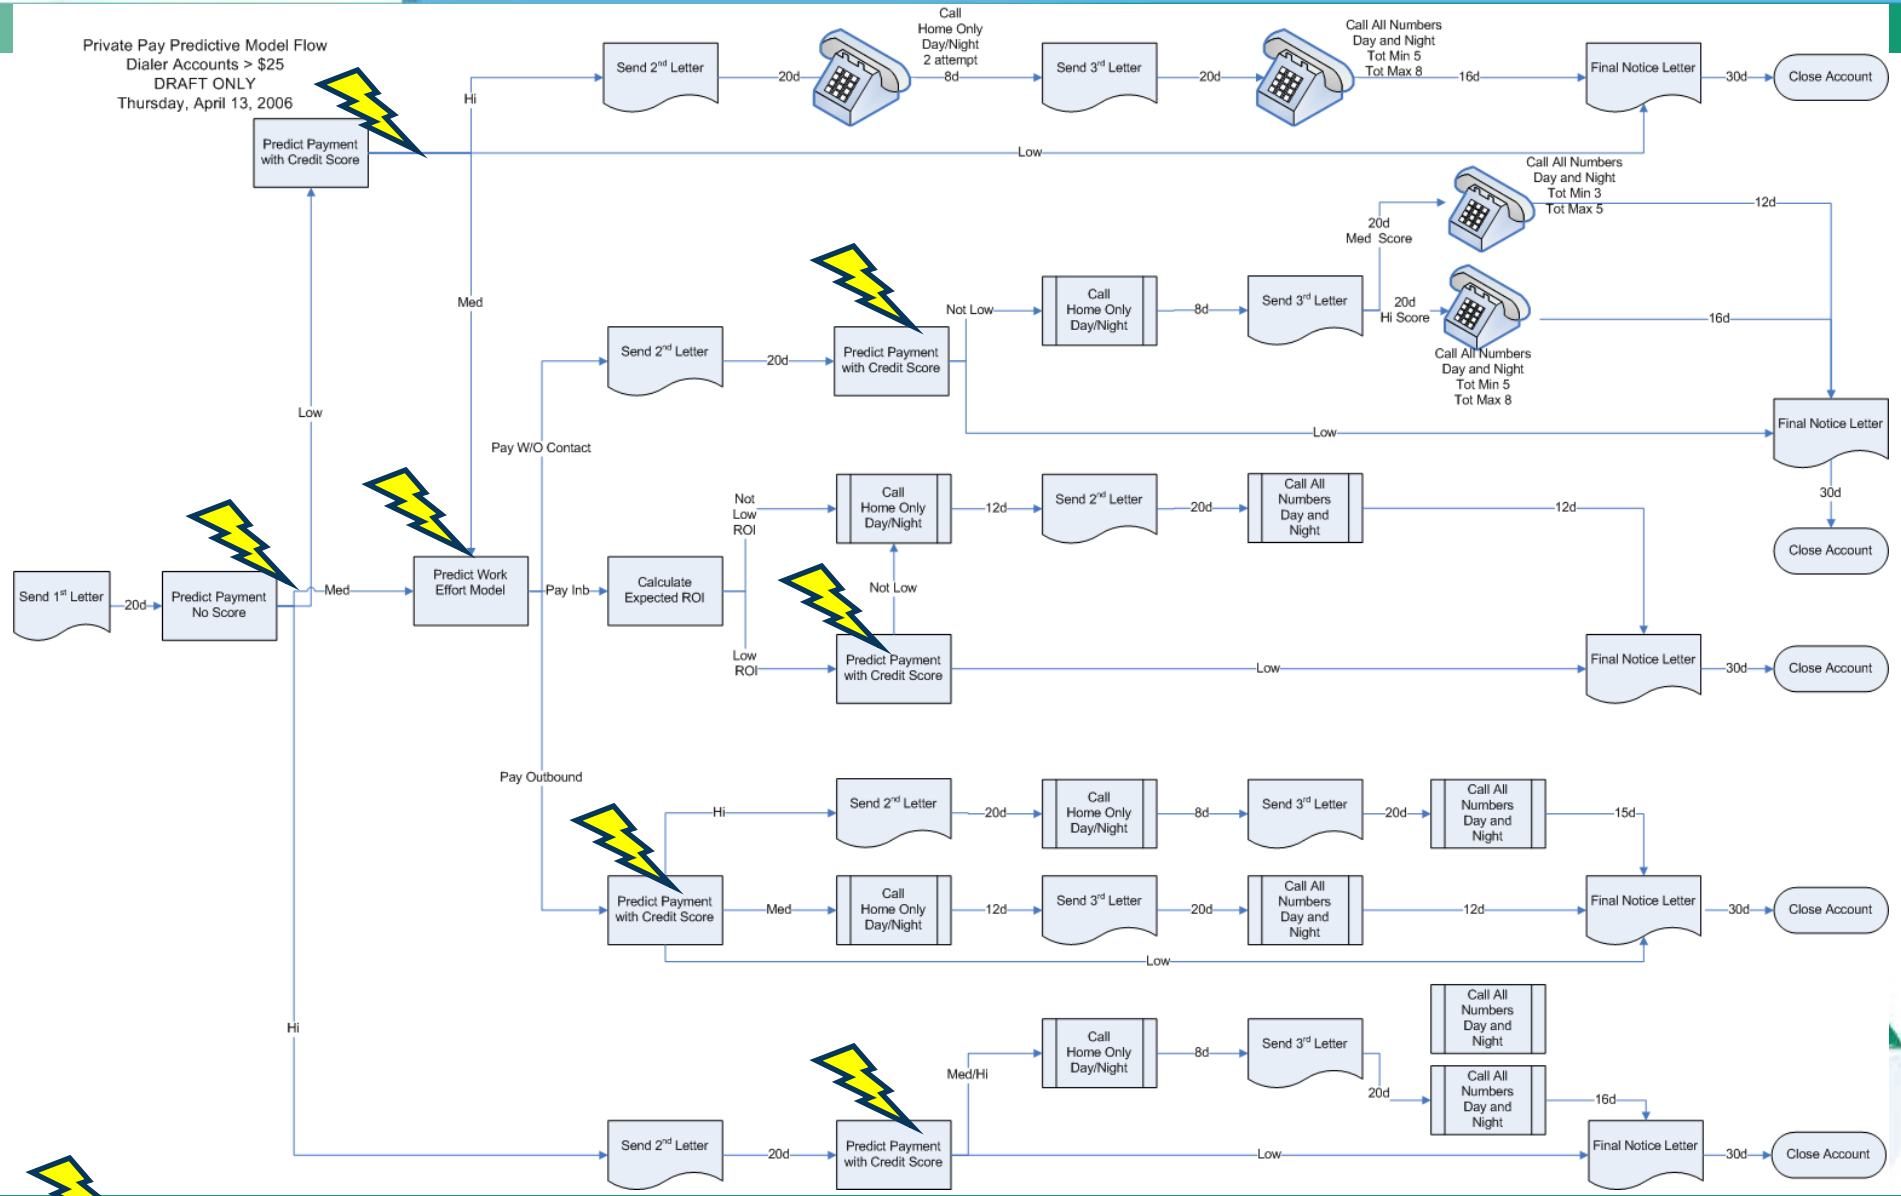 Private Pay Predictive Model Flow
Dialer Accounts > $25
DRAFT ONLY
Thursday, April 13, 2006
Predict Payment
with Credit Score
Hi
Send 2nd Letter
20d
Call
Home Only
Day/Night
2 attempt
8d
Send 3rd Letter
20d
Call All Numbers
Day and Night
Tot Min 5
Tot Max 8
16d
Final Notice Letter
30d
Close Account
Low
Call All Numbers
Day and Night
Tot Min 3
Tot Max 5
12d
20d
Med Score
Med
Not Low
Call
Home Only
Day/Night
8d
Send 3rd Letter
20d
Hi Score
16d
Call All Numbers
Day and Night
Tot Min 5
Tot Max 8
Send 2nd Letter
20d
Predict Payment
with Credit Score
Low
Low
Final Notice Letter
30d
Close Account
Pay W/O Contact
Not
Low
ROI
Call
Home Only
Day/Night
12d
Send 2nd Letter
20d
Call All
Numbers
Day and
Night
12d
Send 1st Letter
20d
Predict Payment
No Score
Med
Predict Work
Effort Model
Pay Inb
Calculate
Expected ROI
Not Low
Low
ROI
Predict Payment
with Credit Score
Low
Final Notice Letter
30d
Close Account
Pay Outbound
Hi
Send 2nd Letter
20d
Call
Home Only
Day/Night
8d
Send 3rd Letter
20d
Call All
Numbers
Day and
Night
15d
Predict Payment
with Credit Score
Med
Call
Home Only
Day/Night
12d
Send 3rd Letter
20d
Call All
Numbers
Day and
Night
12d
Final Notice Letter
30d
Close Account
Low
Hi
Call All
Numbers
Day and
Night
Med/Hi
Call
Home Only
Day/Night
8d
Send 3rd Letter
20d
Call All
Numbers
Day and
Night
16d
Send 2nd Letter
20d
Predict Payment
with Credit Score
Low
Final Notice Letter
30d
Close Account